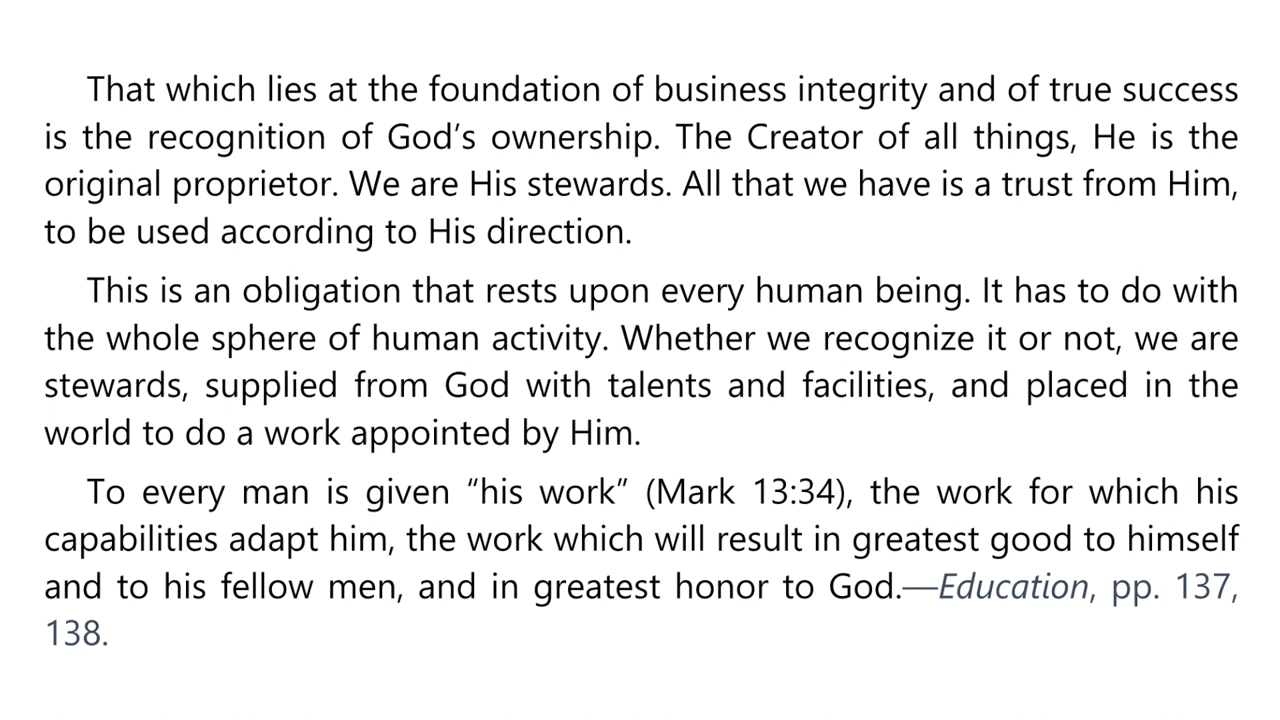 That which lies at the foundation of business integrity and of true success
is the recognition of God’s ownership. The Creator of all things, He is the
original proprietor. We are His stewards. All that we have is a trust from Him,
to be used according to His direction.
This is an obligation that rests upon every human being. It has to do with
the whole sphere of human activity. Whether we recognize it or not, we are
stewards, supplied from God with talents and facilities, and placed in the
world to do a work appointed by Him.
To every man is given “his work” (Mark 13:34), the work for which his
capabilities adapt him, the work which will result in greatest good to himself
and to his fellow men, and in greatest honor to God.—Education, pp. 137,
138.